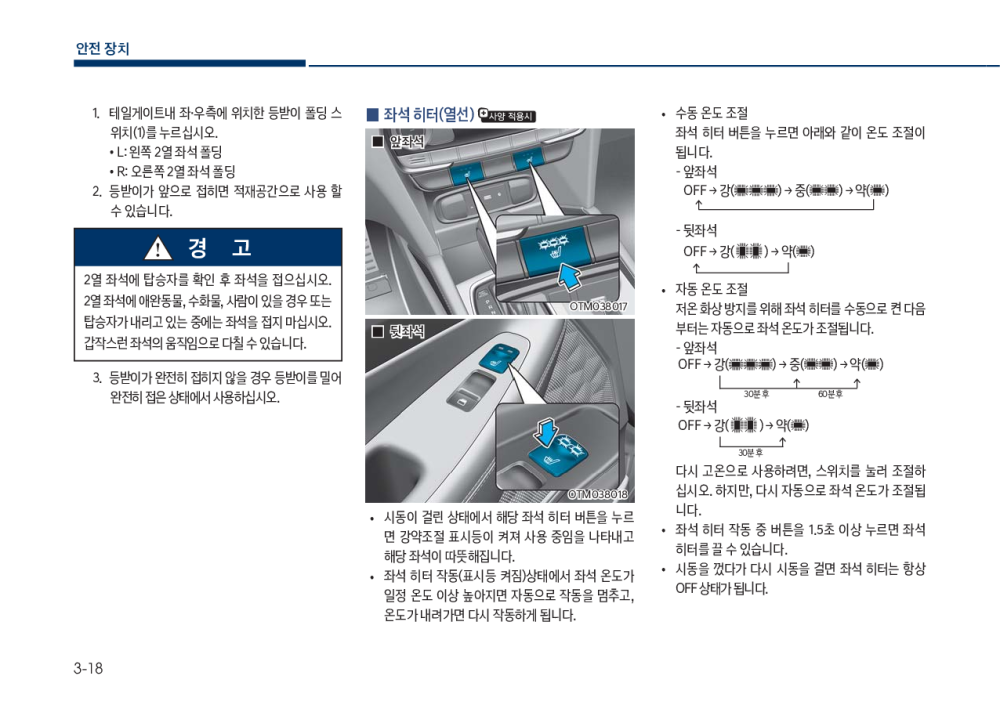 안전 장치
1. 테일게이트내 좌·우측에 위치한 등받이 폴딩 스
위치(1)를 누르십시오.
• L: 왼쪽 2열 좌석 폴딩
• R: 오른쪽 2열 좌석 폴딩
2. 등받이가 앞으로 접히면 적재공간으로 사용 할
수 있습니다.
경 고
2열 좌석에 탑승자를 확인 후 좌석을 접으십시오.
2열 좌석에 애완동물, 수화물, 사람이 있을 경우 또는
탑승자가 내리고 있는 중에는 좌석을 접지 마십시오.
갑작스런 좌석의 움직임으로 다칠 수 있습니다.
3. 등받이가 완전히 접히지 않을 경우 등받이를 밀어
완전히 접은 상태에서 사용하십시오.
■ 좌석 히터(열선) 사양 적용시
■ 앞좌석
OTM038017
■ 뒷좌석
OTM038018
• 시동이 걸린 상태에서 해당 좌석 히터 버튼을 누르
면 강약조절 표시등이 켜져 사용 중임을 나타내고
해당 좌석이 따뜻해집니다.
• 좌석 히터 작동(표시등 켜짐)상태에서 좌석 온도가
일정 온도 이상 높아지면 자동으로 작동을 멈추고,
온도가 내려가면 다시 작동하게 됩니다.
• 수동 온도 조절
좌석 히터 버튼을 누르면 아래와 같이 온도 조절이
됩니다.
- 앞좌석
OFF → 강( ) → 중( ) → 약( )
- 뒷좌석
OFF → 강( ) → 약( )
• 자동 온도 조절
저온 화상 방지를 위해 좌석 히터를 수동으로 켠 다음
부터는 자동으로 좌석 온도가 조절됩니다.
- 앞좌석
OFF → 강( ) → 중( ) → 약( )
30분 후 60분 후
- 뒷좌석
OFF → 강( ) → 약( )
30분 후
다시 고온으로 사용하려면, 스위치를 눌러 조절하
십시오. 하지만, 다시 자동으로 좌석 온도가 조절됩
니다.
• 좌석 히터 작동 중 버튼을 1.5초 이상 누르면 좌석
히터를 끌 수 있습니다.
• 시동을 껐다가 다시 시동을 걸면 좌석 히터는 항상
OFF 상태가 됩니다.
3-18